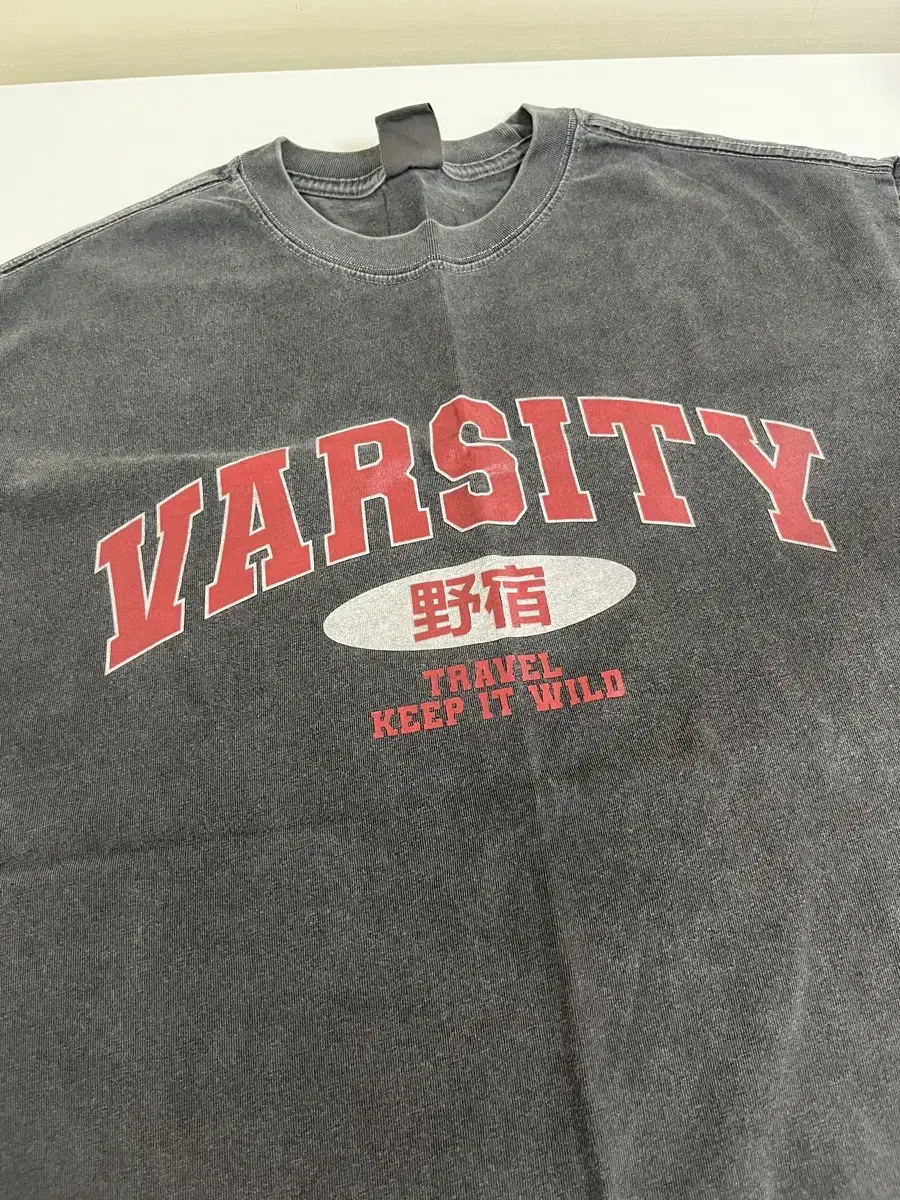 VARSITY
野宿
TRAVEL
KEEP IT WILD